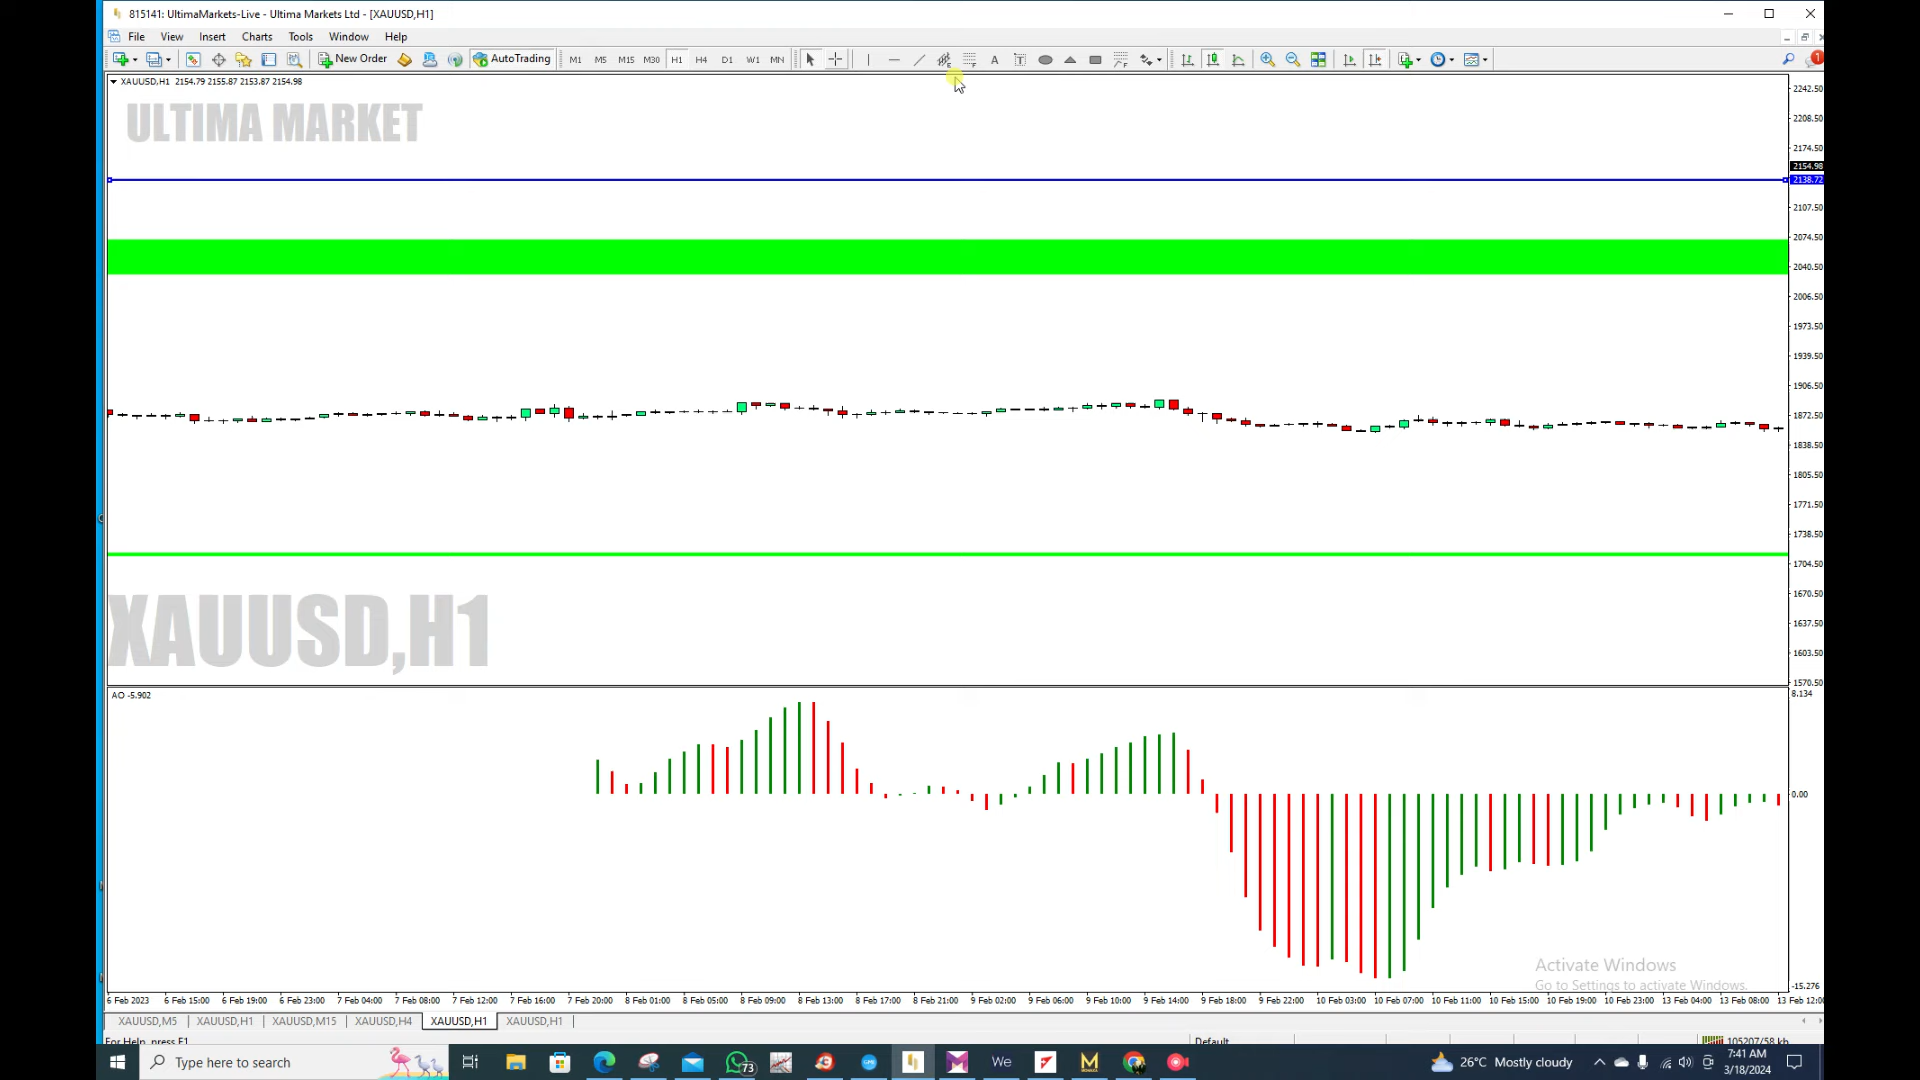 815141: UltimaMarkets-Live - Ultima Markets Ltd - [XAUUSD,H1]
File View Insert Charts Tools Window Help
New Order AutoTrading M1 M5 M15 M30 H1 H4 D1 W1 MN A T 1
XAUUSD,H1 2154.79 2155.87 2153.87 2154.98
ULTIMA MARKET
2242.50
2208.50
2174.50
2154.98
2138.72
2107.50
2074.50
2040.50
2006.50
1973.50
1939.50
1906.50
1872.50
1838.50
1805.50
1771.50
1738.50
1704.50
1670.50
1637.50
1603.50
1570.50
XAUUSD,H1
AO -5.902
8.134
0.00
-15.276
Activate Windows
Go to Settings to activate Windows.
6 Feb 2023 6 Feb 15:00 6 Feb 19:00 6 Feb 23:00 7 Feb 04:00 7 Feb 08:00 7 Feb 12:00 7 Feb 16:00 7 Feb 20:00 8 Feb 01:00 8 Feb 05:00 8 Feb 09:00 8 Feb 13:00 8 Feb 17:00 8 Feb 21:00 9 Feb 02:00 9 Feb 06:00 9 Feb 10:00 9 Feb 14:00 9 Feb 18:00 9 Feb 22:00 10 Feb 03:00 10 Feb 07:00 10 Feb 11:00 10 Feb 15:00 10 Feb 19:00 10 Feb 23:00 13 Feb 04:00 13 Feb 08:00 13 Feb 12:00
XAUUSD,M5 XAUUSD,H1 XAUUSD,M15 XAUUSD,H4 XAUUSD,H1 XAUUSD,H1
For Help, press F1 Default 105207/58 kb
Type here to search 73 We 26°C Mostly cloudy 7:41 AM
3/18/2024